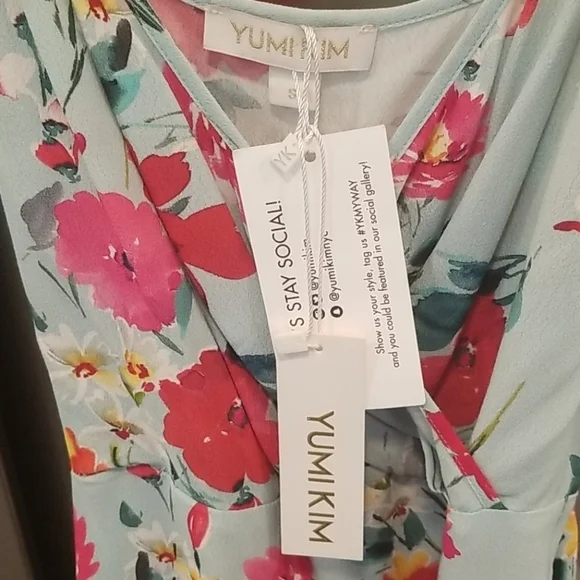 YUMI KIM
S
YK
S STAY SOCIAL!
@yumikimnyc
Show us your style, tag us #YKMYWAY
and you could be featured in our social gallery!
YUMI KIM